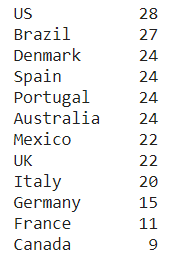 US 28
Brazil 27
Denmark 24
Spain 24
Portugal 24
Australia 24
Mexico 22
UK 22
Italy 20
Germany 15
France 11
Canada 9